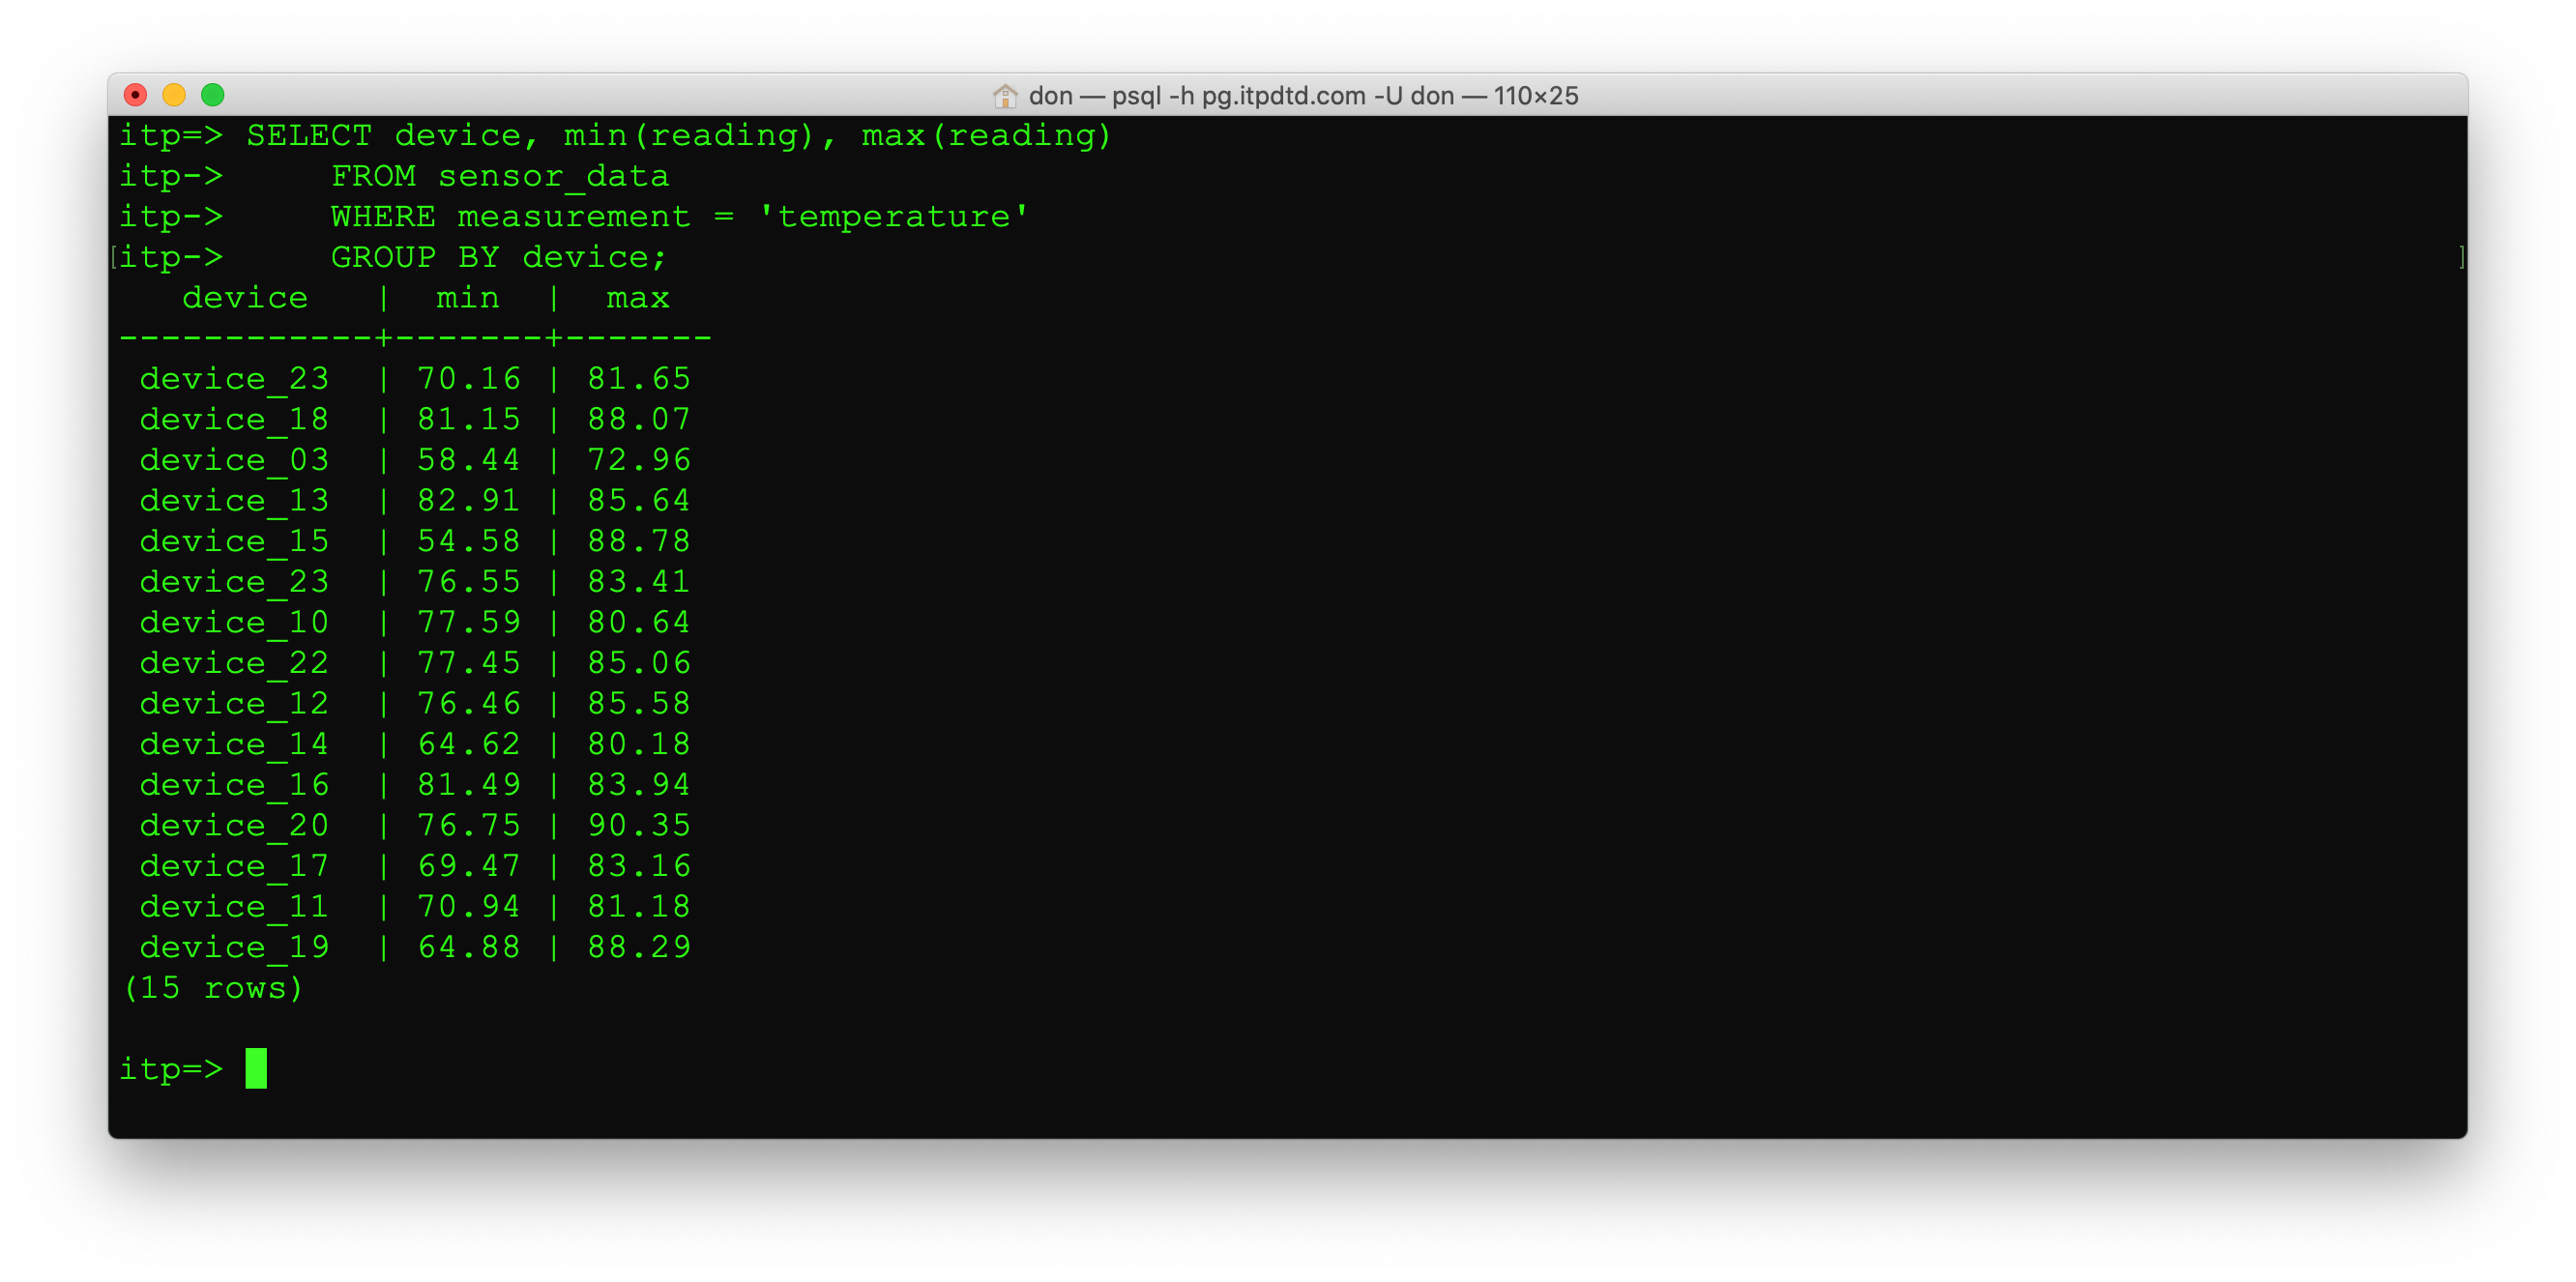 don — psql -h pg.itpdtd.com -U don — 110×25
itp=> SELECT device, min(reading), max(reading)
itp->     FROM sensor_data
itp->     WHERE measurement = 'temperature'
[itp->     GROUP BY device; ]
   device   |  min  |  max
------------+-------+-------
 device_23  | 70.16 | 81.65
 device_18  | 81.15 | 88.07
 device_03  | 58.44 | 72.96
 device_13  | 82.91 | 85.64
 device_15  | 54.58 | 88.78
 device_23  | 76.55 | 83.41
 device_10  | 77.59 | 80.64
 device_22  | 77.45 | 85.06
 device_12  | 76.46 | 85.58
 device_14  | 64.62 | 80.18
 device_16  | 81.49 | 83.94
 device_20  | 76.75 | 90.35
 device_17  | 69.47 | 83.16
 device_11  | 70.94 | 81.18
 device_19  | 64.88 | 88.29
(15 rows)
itp=>